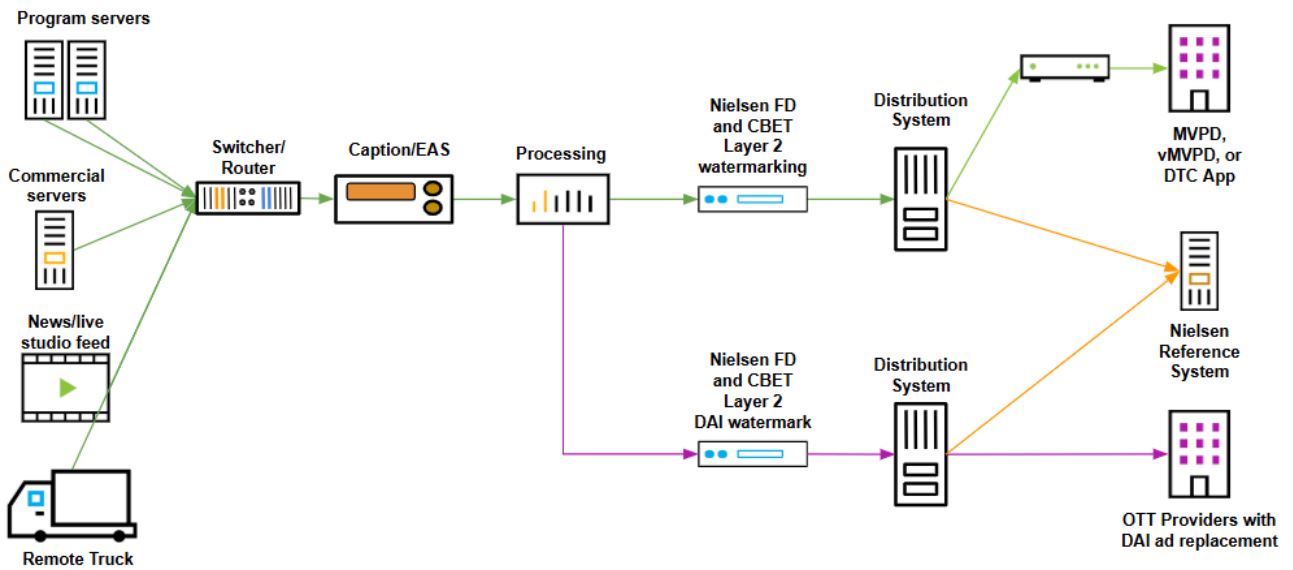 Program servers
Commercial
servers
News/live
studio feed
Remote Truck
Switcher/
Router
Caption/EAS
Processing
Nielsen FD
and CBET
Layer 2
watermarking
Distribution
System
MVPD,
vMVPD, or
DTC App
Nielsen
Reference
System
Nielsen FD
and CBET
Layer 2
DAI watermark
Distribution
System
OTT Providers with
DAI ad replacement